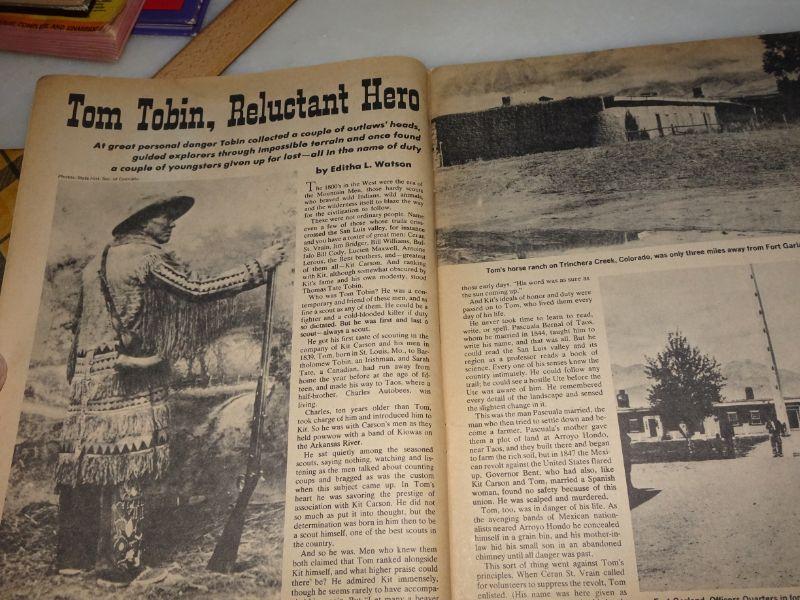 Tom Tobin, Reluctant Hero
At great personal danger Tobin collected a couple of outlaws' heads,
guided explorers through impossible terrain and once found
a couple of youngsters given up for lost—all in the name of duty
by Editha L. Watson
Photos: State Hist. Soc. of Colorado
The 1800's in the West were the era of
the Mountain Men, those hardy scouts
who braved wild Indians, wild animals,
and the wilderness itself to blaze the way
for the civilization to follow.
These were not ordinary people. Name
even a few of those whose trails criss-
crossed the San Luis valley, for instance
and you have a roster of great men: Ceran
St. Vrain, Jim Bridger, Bill Williams, Buf-
falo Bill Cody, Lucien Maxwell, Antoine
Leroux, the Bent brothers, and—greatest
of them all—Kit Carson. And ranking
with Kit, although somewhat obscured by
Kit's fame and his own modesty, stood
Thomas Tate Tobin.
Who was Tom Tobin? He was a con-
temporary and friend of these men, and as
fine a scout as any of them. He could be a
fighter and a cold-blooded killer if duty
so dictated. But he was first and last a
scout—always a scout.
He got his first taste of scouting in the
company of Kit Carson and his men in
1839. Tom, born in St. Louis, Mo., to Bar-
tholomew Tobin, an Irishman, and Sarah
Tate, a Canadian, had run away from
home the year before at the age of fif-
teen, and made his way to Taos, where a
half-brother, Charles Autobees, was
living.
Charles, ten years older than Tom,
took charge of him and introduced him to
Kit. So he was with Carson's men as they
held powwow with a band of Kiowas on
the Arkansas River.
He sat quietly among the seasoned
scouts, saying nothing, watching and lis-
tening as the men talked about counting
coups and bragged as was the custom
when this subject came up. In Tom's
heart he was savoring the prestige of
association with Kit Carson. He did not
so much as put it into thought, but the
determination was born in him then to be
a scout himself, one of the best scouts in
the country.
And so he was. Men who knew them
both claimed that Tom ranked alongside
Kit himself, and what higher praise could
there be? He admired Kit immensely,
though he seems rarely to have accompa-
Tom's horse ranch on Trinchera Creek, Colorado, was only three miles away from Fort Garl
those early days. "His word was as sure as
the sun coming up."
And Kit's ideals of honor and duty were
passed on to Tom, who lived them every
day of his life.
He never took time to learn to read,
write, or spell. Pascuala Bernal of Taos,
whom he married in 1844, taught him to
write his name, and that was all. But he
could read the San Luis valley and its
region as a professor reads a book of
science. Every one of his senses knew the
country intimately. He could follow any
trail; he could see a hostile Ute before the
Ute was aware of him. He remembered
every detail of the landscape and sensed
the slightest change in it.
This was the man Pascuala married, the
man who then tried to settle down and be-
come a farmer. Pascuala's mother gave
them a plot of land at Arroyo Hondo,
near Taos, and they built there and began
to farm the rich soil, but in 1847 the Mexi-
can revolt against the United States flared
up. Governor Bent, who had also, like
Kit Carson and Tom, married a Spanish
woman, found no safety because of this
union. He was scalped and murdered.
Tom, too, was in danger of his life. As
the avenging bands of Mexican nation-
alists neared Arroyo Hondo he concealed
himself in a grain bin, and his mother-in-
law hid his small son in an abandoned
chimney until all danger was past.
This sort of thing went against Tom's
principles. When Ceran St. Vrain called
for volunteers to suppress the revolt, Tom
enlisted. (His name was here given as
Fort Garland, Officers Quarters in for